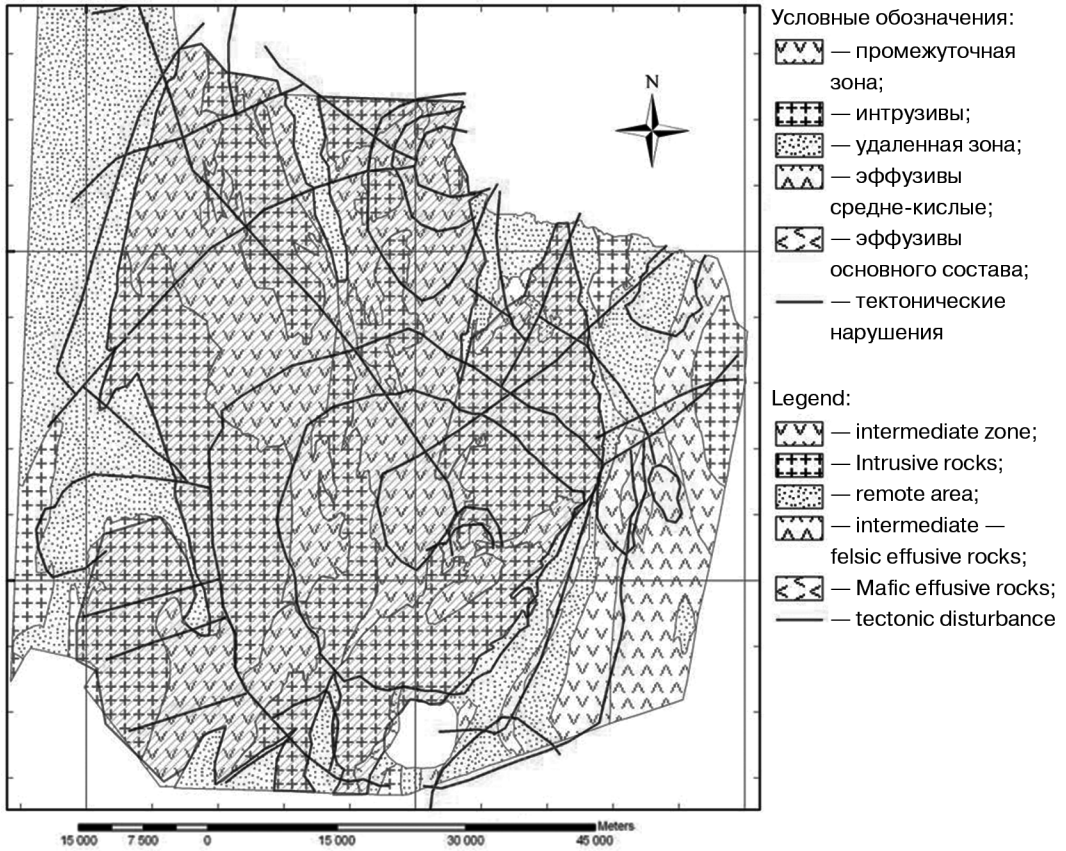 Условные обозначения:
— промежуточная
зона;
— интрузивы;
— удаленная зона;
— эффузивы
средне-кислые;
— эффузивы
основного состава;
— тектонические
нарушения
N
Legend:
— intermediate zone;
— Intrusive rocks;
— remote area;
— intermediate —
felsic effusive rocks;
— Mafic effusive rocks;
— tectonic disturbance
Meters
15 000 7 500 0 15 000 30 000 45 000